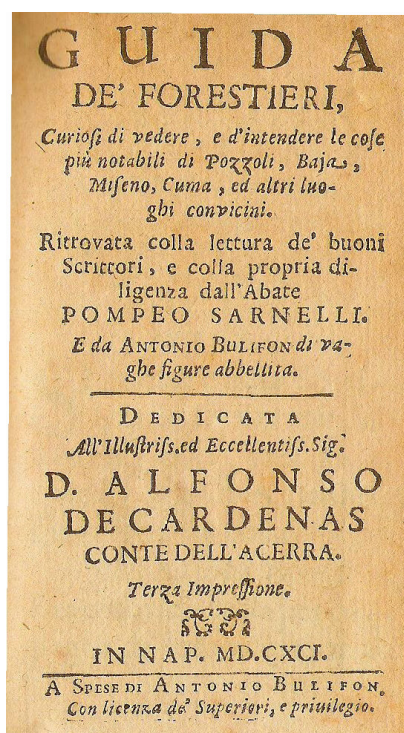 GUIDA
DE' FORESTIERI,
Curiosi di vedere, e d'intendere le cose
più notabili di Pozzoli, Baja,
Miseno, Cuma, ed altri luo-
ghi convicini.
Ritrovata colla lettura de' buoni
Scrittori, e colla propria di-
ligenza dall'Abate
POMPEO SARNELLI.
E da ANTONIO BULIFON di va-
ghe figure abbellita.
DEDICATA
All'Illustriss. ed Eccellentiss. Sig.
D. ALFONSO
DECARDENAS
CONTE DELL'ACERRA.
Terza Impressione.
IN NAP. MD.CXCI.
A SPESE DI ANTONIO BULIFON.
Con licenza de' Superiori, e privilegio.